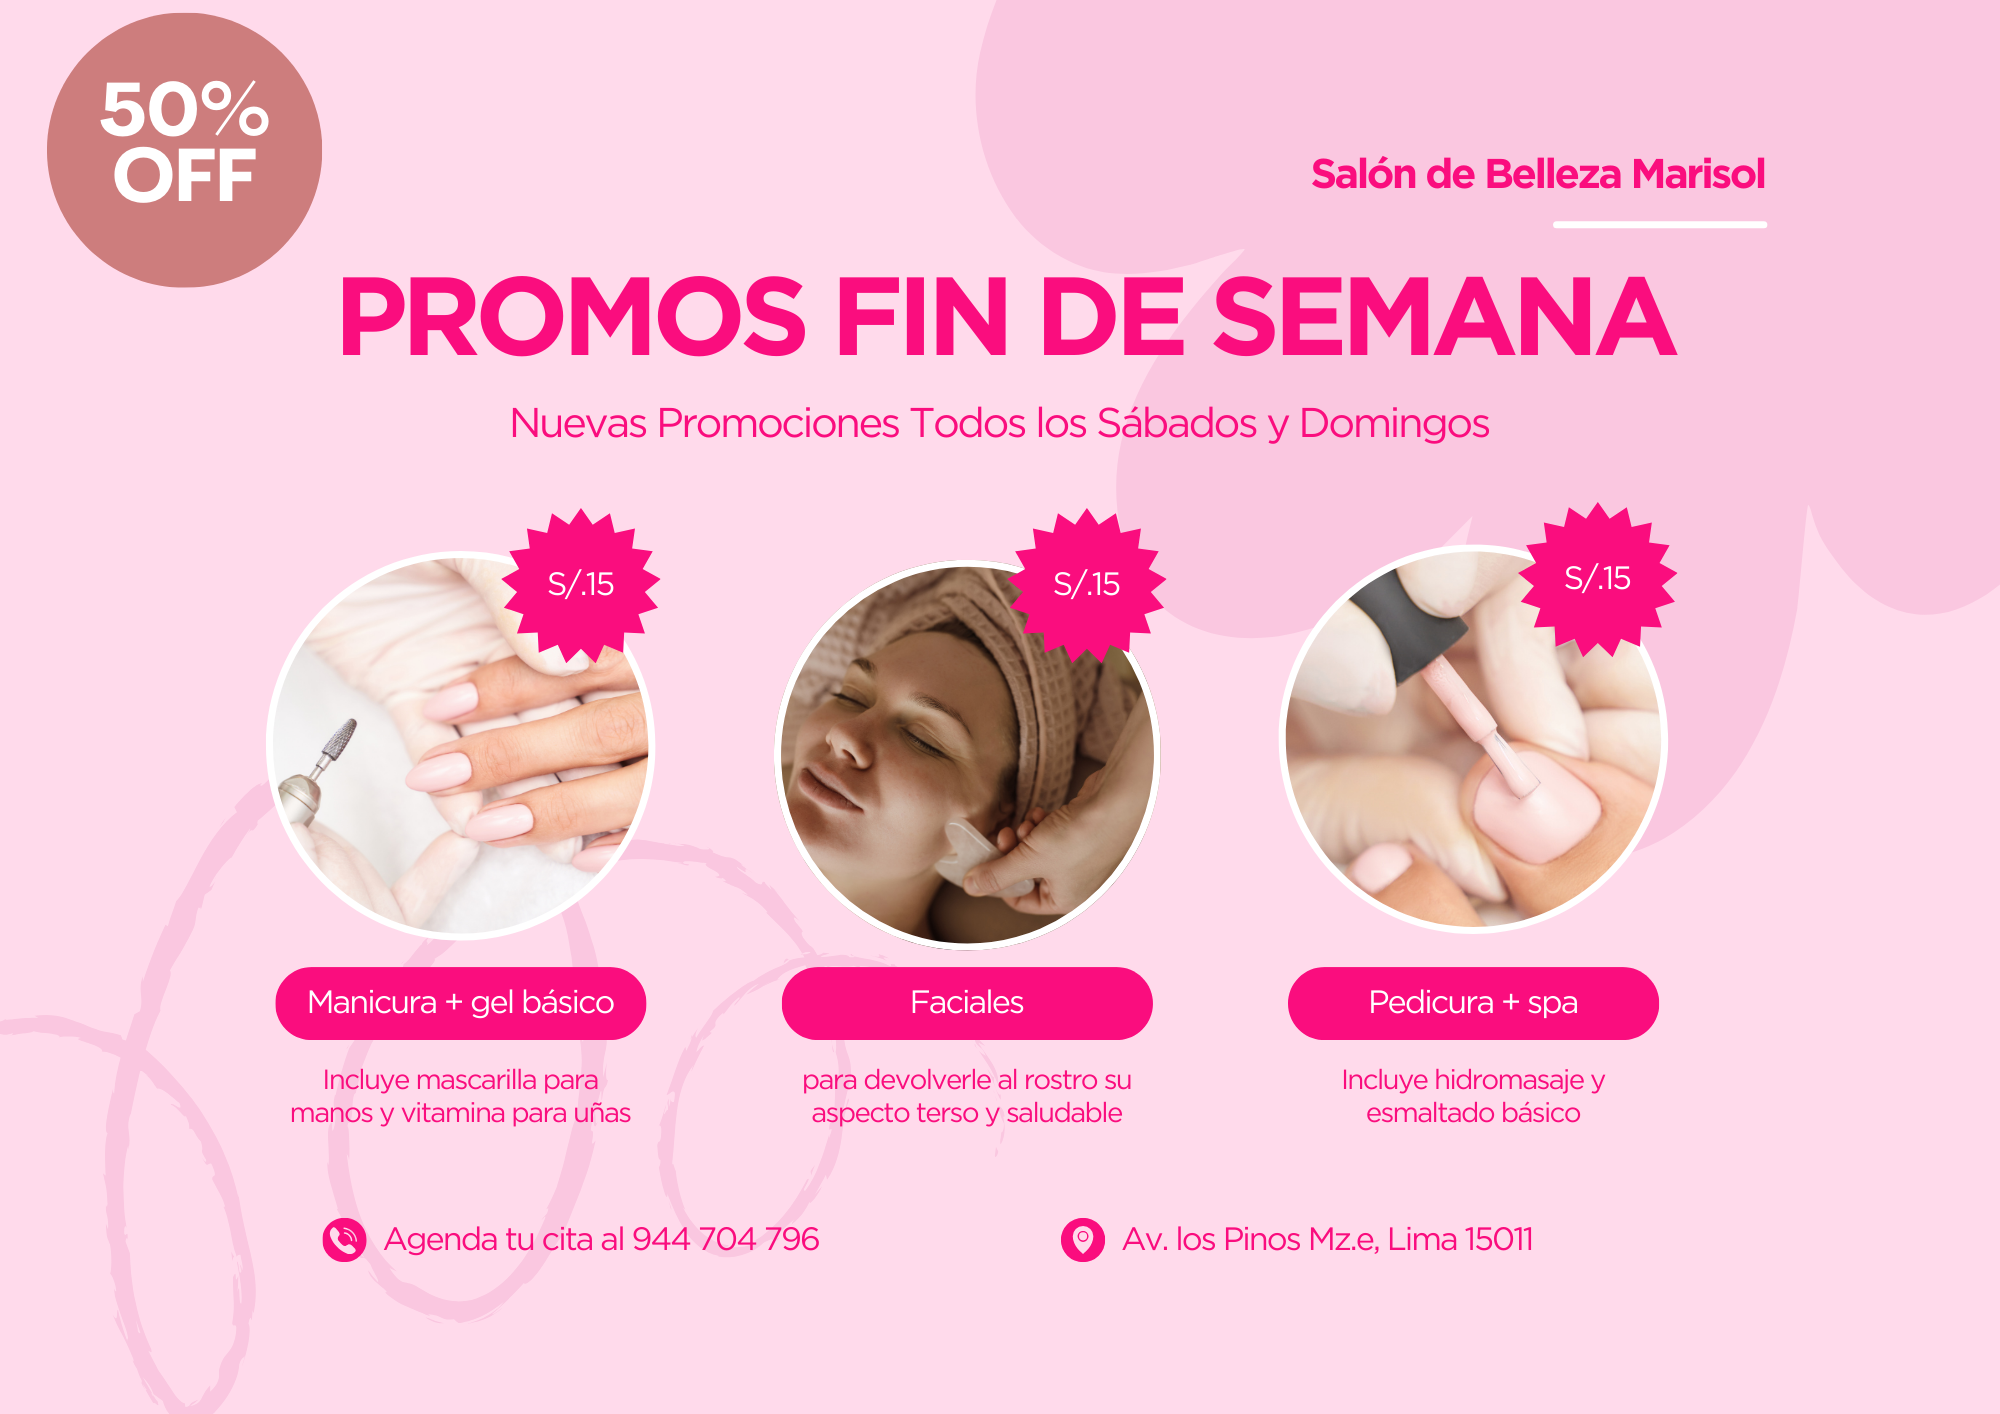 50%
OFF
Salón de Belleza Marisol
PROMOS FIN DE SEMANA
Nuevas Promociones Todos los Sábados y Domingos
S/.15
S/.15
S/.15
Manicura + gel básico
Incluye mascarilla para
manos y vitamina para uñas
Faciales
para devolverle al rostro su
aspecto terso y saludable
Pedicura + spa
Incluye hidromasaje y
esmaltado básico
Agenda tu cita al 944 704 796
Av. los Pinos Mz.e, Lima 15011